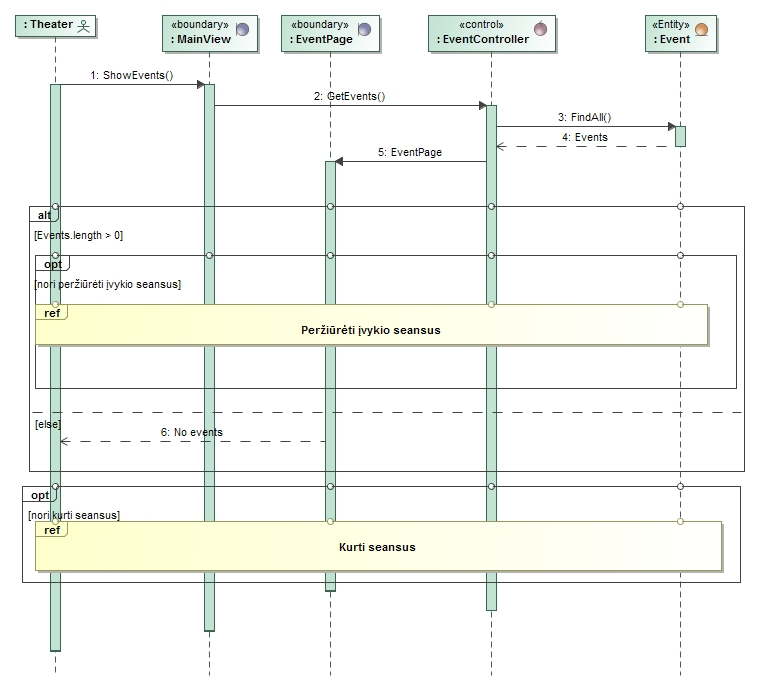 : Theater
«boundary»
: MainView
«boundary»
: EventPage
«control»
: EventController
«Entity»
: Event
1: ShowEvents()
2: GetEvents()
3: FindAll()
4: Events
5: EventPage
alt
[Events.length > 0]
opt
[nori peržiūrėti įvykio seansus]
ref
Peržiūrėti įvykio seansus
[else]
6: No events
opt
[nori kurti seansus]
ref
Kurti seansus